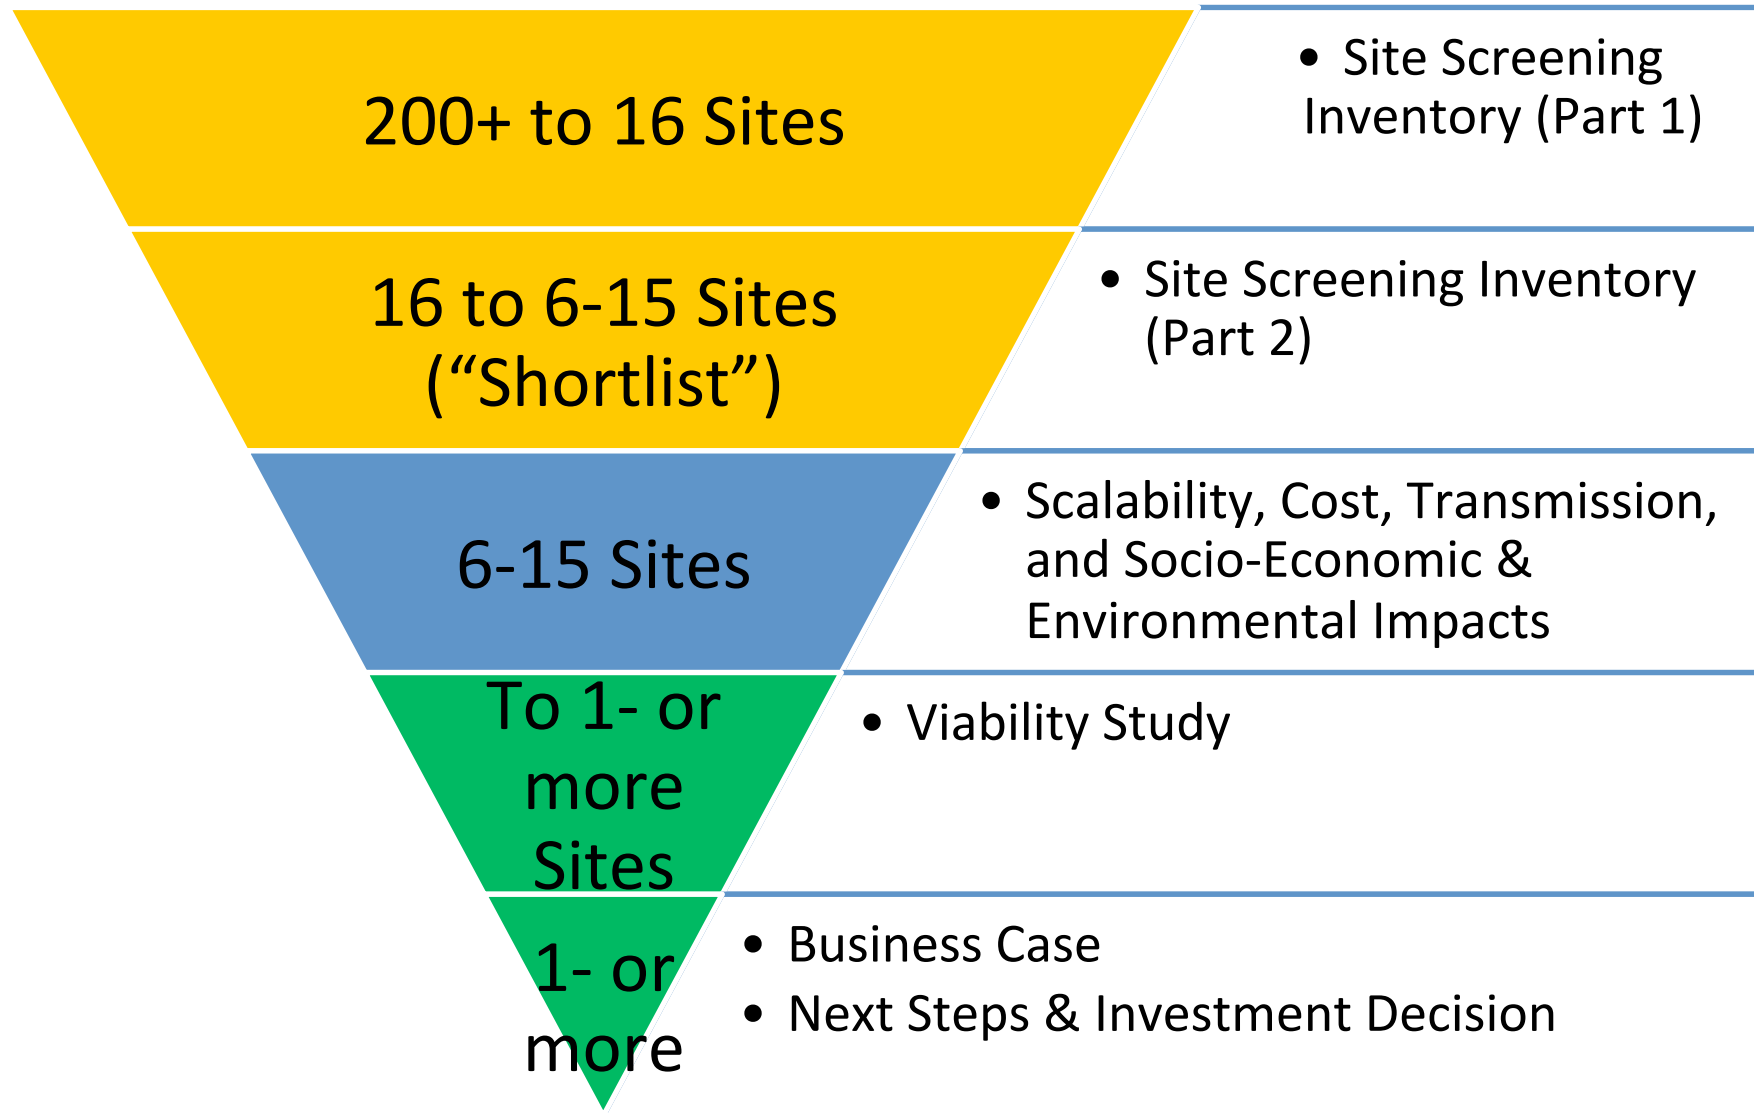 200+ to 16 Sites
• Site Screening
Inventory (Part 1)
16 to 6-15 Sites
(“Shortlist”)
• Site Screening Inventory
(Part 2)
6-15 Sites
• Scalability, Cost, Transmission,
and Socio-Economic &
Environmental Impacts
To 1- or
more
Sites
• Viability Study
1- or
more
• Business Case
• Next Steps & Investment Decision